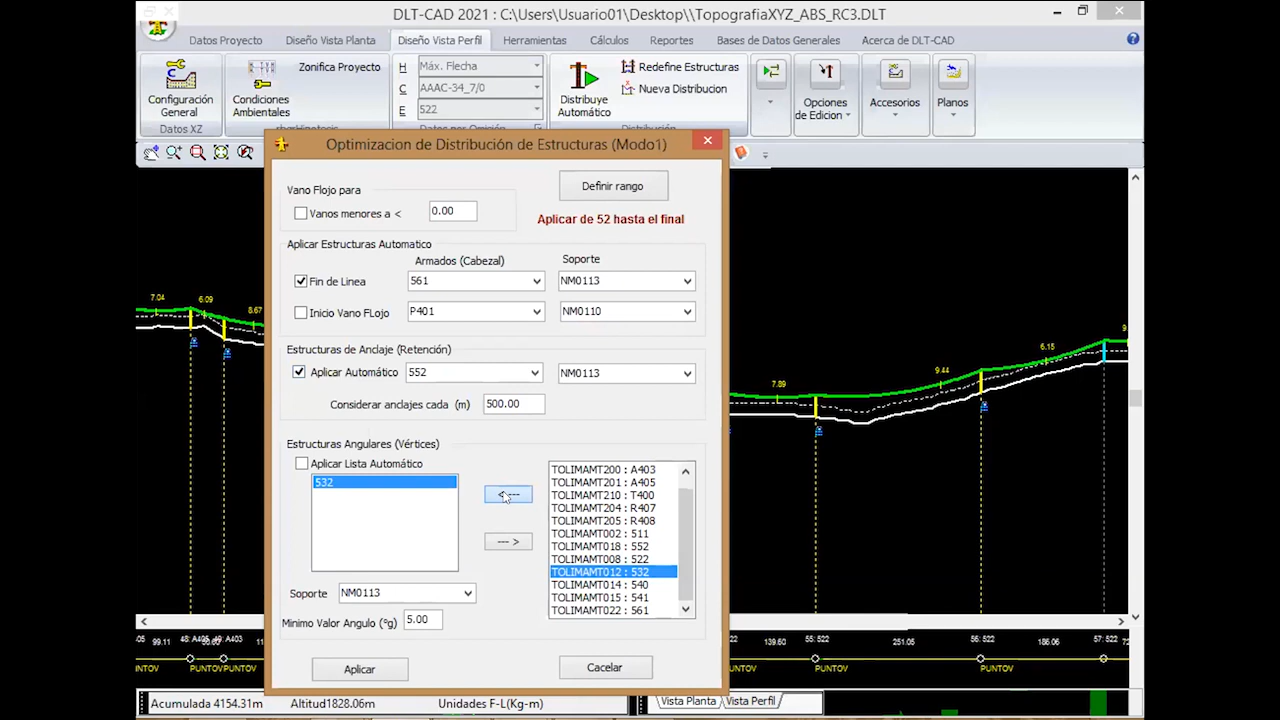 DLT-CAD 2021 : C:\Users\Usuario01\Desktop\\TopografiaXYZ_ABS_RC3.DLT
Datos Proyecto
Diseño Vista Planta
Diseño Vista Perfil
Herramientas
Cálculos
Reportes
Bases de Datos Generales
Acerca de DLT-CAD
Configuración
General
Datos XZ
Zonifica Proyecto
Condiciones
Ambientales
H
Máx. Flecha
C
AAAC-34_7/0
E
522
Distribuye
Automático
Redefine Estructuras
Nueva Distribucion
Opciones
de Edicion
Accesorios
Planos
Optimizacion de Distribución de Estructuras (Modo1)
Vano Flojo para
Vanos menores a <
0.00
Definir rango
Aplicar de 52 hasta el final
Aplicar Estructuras Automatico
Armados (Cabezal)
Soporte
Fin de Linea
561
NM0113
Inicio Vano FLojo
P401
NM0110
Estructuras de Anclaje (Retención)
Aplicar Automático
552
NM0113
Considerar anclajes cada (m)
500.00
Estructuras Angulares (Vértices)
Aplicar Lista Automático
532
<----
--- >
TOLIMAMT200 : A403
TOLIMAMT201 : A405
TOLIMAMT210 : T400
TOLIMAMT204 : R407
TOLIMAMT205 : R408
TOLIMAMT002 : 511
TOLIMAMT018 : 552
TOLIMAMT008 : 522
TOLIMAMT012 : 532
TOLIMAMT014 : 540
TOLIMAMT015 : 541
TOLIMAMT022 : 561
Soporte
NM0113
Minimo Valor Angulo (°g)
5.00
Aplicar
Cacelar
7.04
6.09
8.67
7.89
9.44
6.15
99.11
48: A405
49: A403
139.60
55: 522
251.05
56: 522
186.06
57: 522
PUNTOV
PUNTOV
PUNTOV
PUNTOV
PUNTOV
Acumulada 4154.31m
Altitud1828.06m
Unidades F-L(Kg-m)
Vista Planta
Vista Perfil